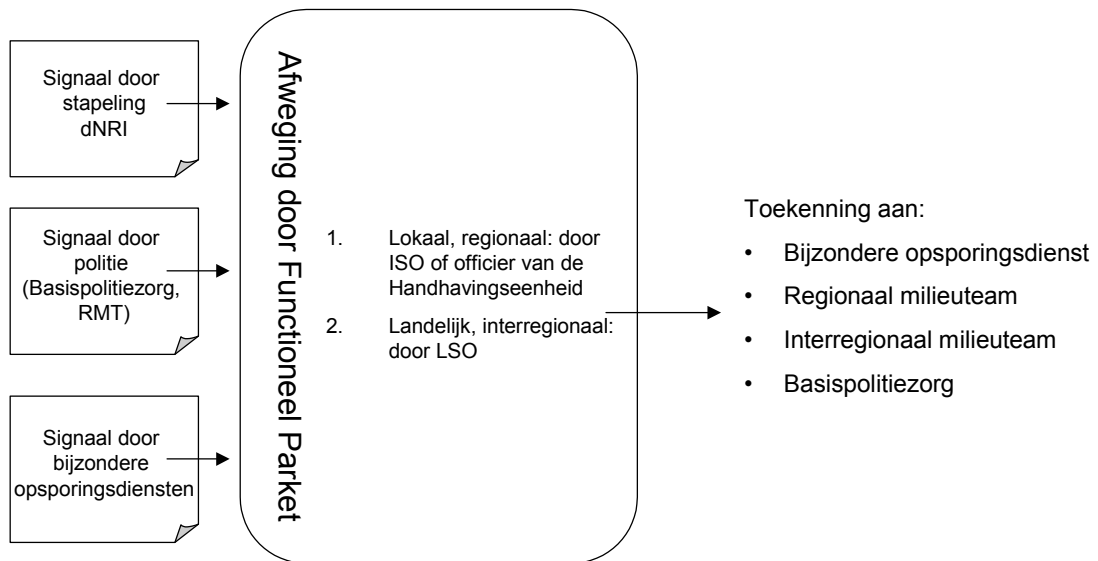 Signaal door
stapeling
dNRI
Signaal door
politie
(Basispolitiezorg,
RMT)
Signaal door
bijzondere
opsporingsdiensten
Afweging door Functioneel Parket
1. Lokaal, regionaal: door
ISO of officier van de
Handhavingseenheid
2. Landelijk, interregionaal:
door LSO
Toekenning aan:
• Bijzondere opsporingsdienst
• Regionaal milieuteam
• Interregionaal milieuteam
• Basispolitiezorg